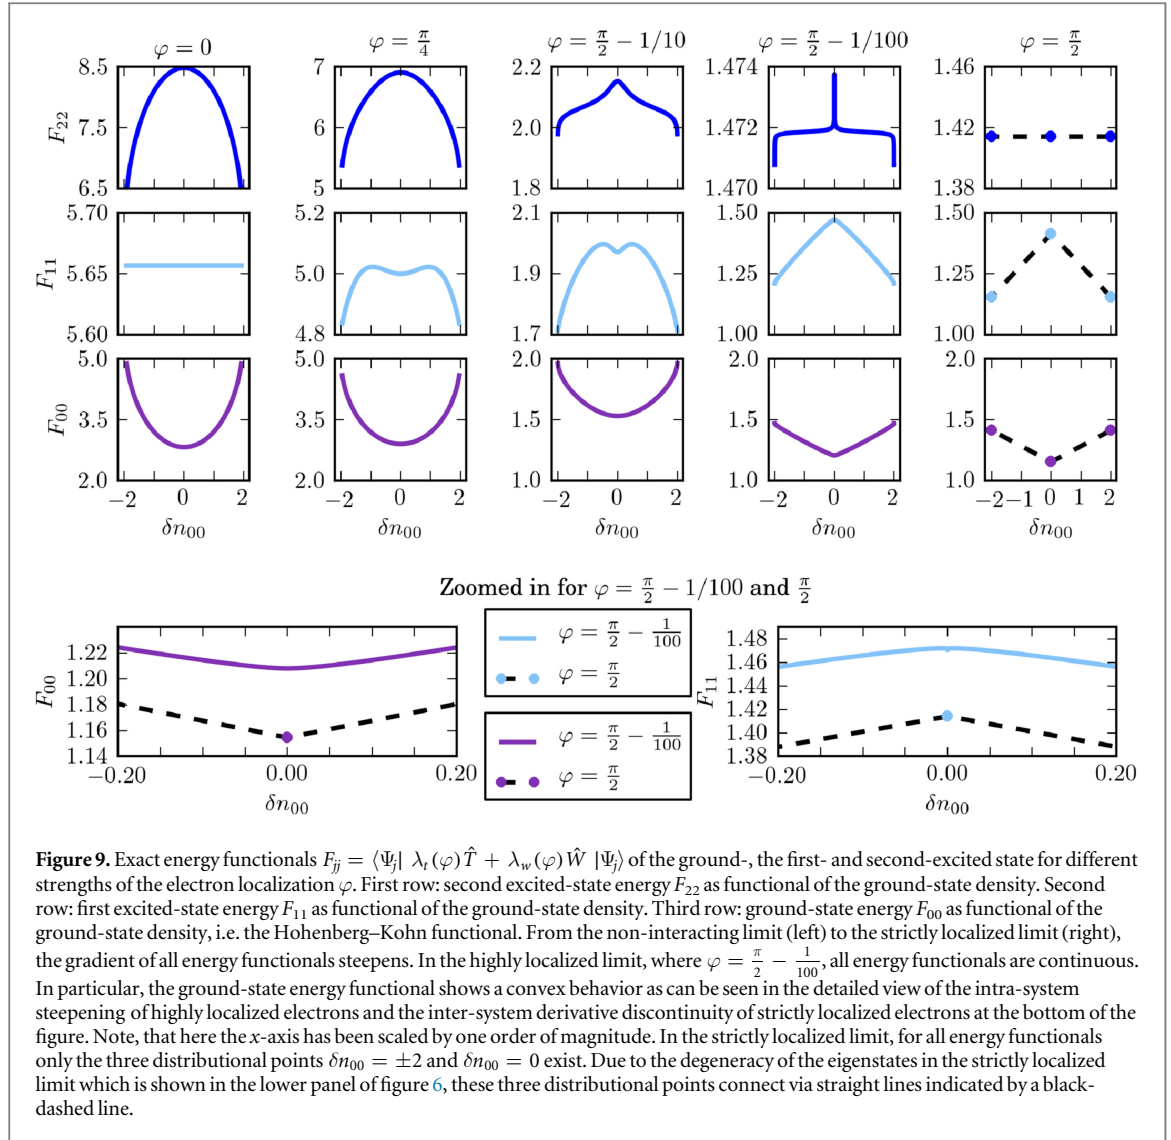 φ = 0
φ = π/4
φ = π/2 − 1/10
φ = π/2 − 1/100
φ = π/2
8.5
7.5
6.5
F₂₂
7
6
5
2.2
2.0
1.8
1.474
1.472
1.470
1.46
1.42
1.38
5.70
5.65
5.60
F₁₁
5.2
5.0
4.8
2.1
1.9
1.7
1.50
1.25
1.00
1.50
1.25
1.00
5.0
3.5
2.0
F₀₀
5.0
3.5
2.0
2.0
1.5
1.0
2.0
1.5
1.0
2.0
1.5
1.0
−2 0 2
−2 0 2
−2 0 2
−2 0 2
−2 −1 0 1 2
δn₀₀
δn₀₀
δn₀₀
δn₀₀
δn₀₀
Zoomed in for φ = π/2 − 1/100 and π/2
1.22
1.20
1.18
1.16
1.14
F₀₀
−0.20 0.00 0.20
δn₀₀
φ = π/2 − 1/100
φ = π/2
φ = π/2 − 1/100
φ = π/2
1.48
1.46
1.44
1.42
1.40
1.38
F₁₁
−0.20 0.00 0.20
δn₀₀
Figure 9. Exact energy functionals Fⱼⱼ = ⟨Ψⱼ| λₜ(φ)T̂ + λ_w(φ)Ŵ |Ψⱼ⟩ of the ground-, the first- and second-excited state for different
strengths of the electron localization φ. First row: second excited-state energy F₂₂ as functional of the ground-state density. Second
row: first excited-state energy F₁₁ as functional of the ground-state density. Third row: ground-state energy F₀₀ as functional of the
ground-state density, i.e. the Hohenberg–Kohn functional. From the non-interacting limit (left) to the strictly localized limit (right),
the gradient of all energy functionals steepens. In the highly localized limit, where φ = π/2 − 1/100, all energy functionals are continuous.
In particular, the ground-state energy functional shows a convex behavior as can be seen in the detailed view of the intra-system
steepening of highly localized electrons and the inter-system derivative discontinuity of strictly localized electrons at the bottom of the
figure. Note, that here the x-axis has been scaled by one order of magnitude. In the strictly localized limit, for all energy functionals
only the three distributional points δn₀₀ = ±2 and δn₀₀ = 0 exist. Due to the degeneracy of the eigenstates in the strictly localized
limit which is shown in the lower panel of figure 6, these three distributional points connect via straight lines indicated by a black-
dashed line.